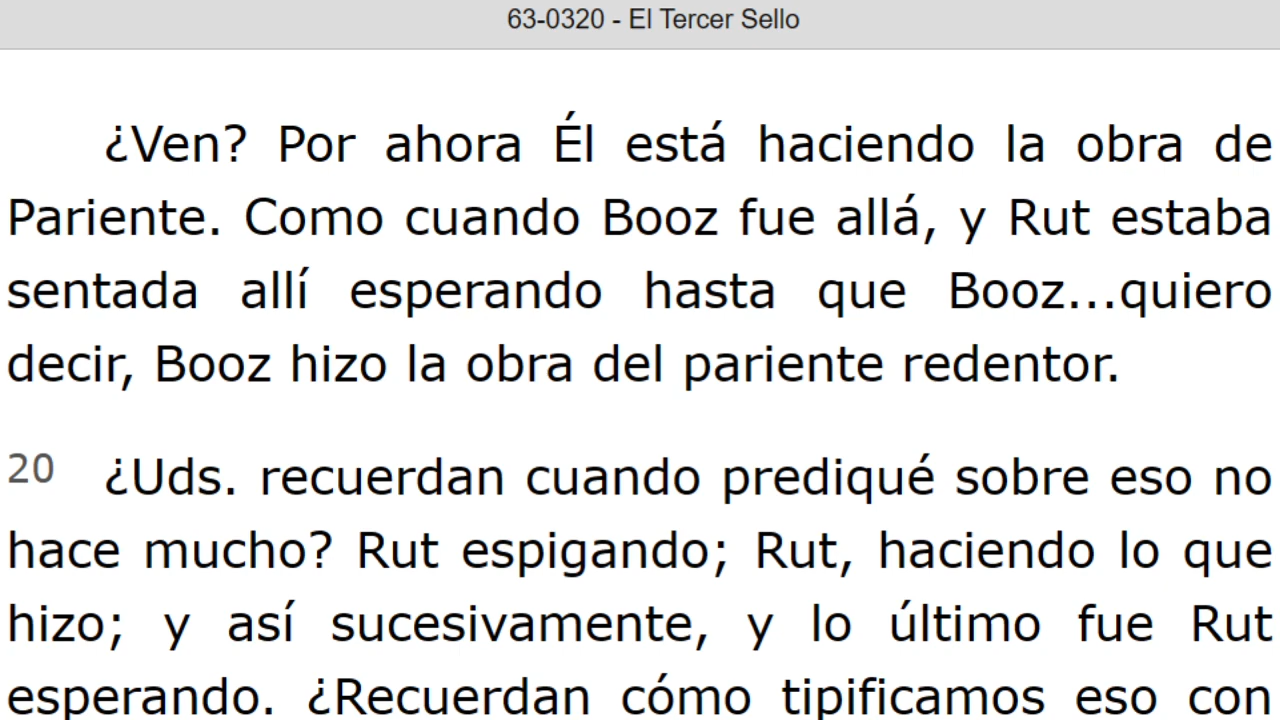 63-0320 - El Tercer Sello
¿Ven? Por ahora Él está haciendo la obra de
Pariente. Como cuando Booz fue allá, y Rut estaba
sentada allí esperando hasta que Booz...quiero
decir, Booz hizo la obra del pariente redentor.
20 ¿Uds. recuerdan cuando prediqué sobre eso no
hace mucho? Rut espigando; Rut, haciendo lo que
hizo; y así sucesivamente, y lo último fue Rut
esperando. ¿Recuerdan cómo tipificamos eso con